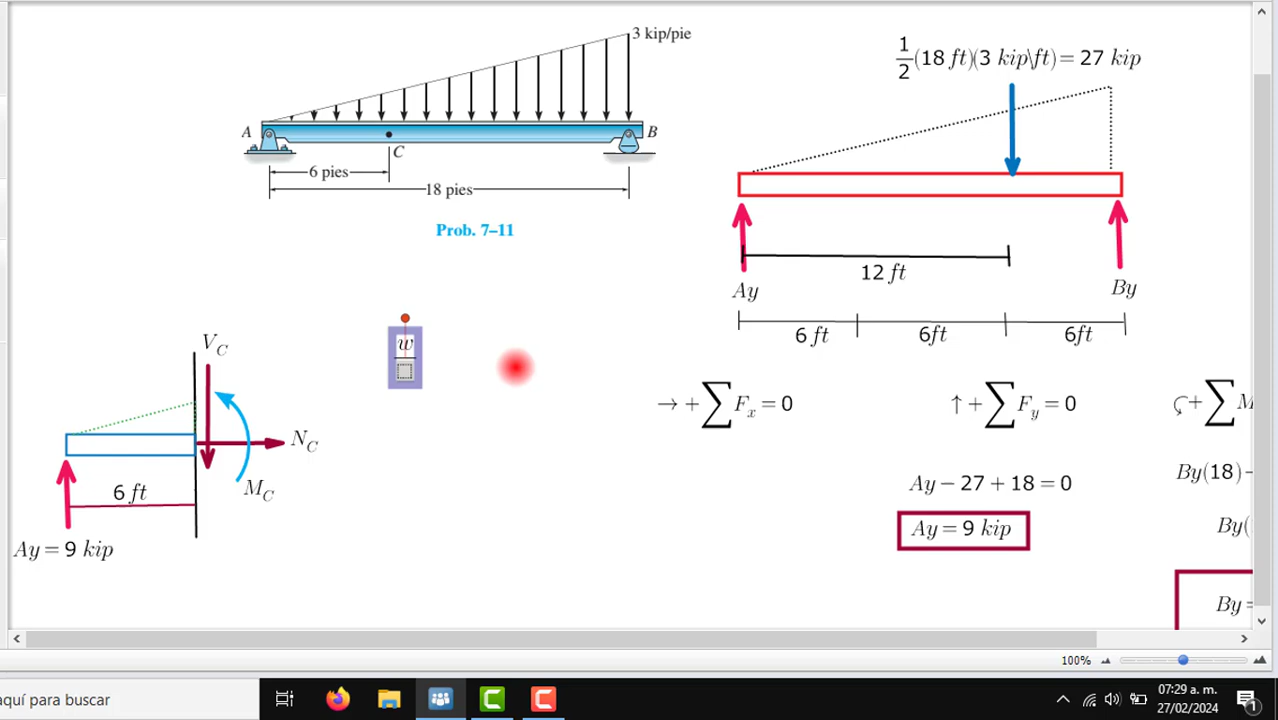 3 kip/pie
A
B
C
6 pies
18 pies
Prob. 7–11
1/2 (18 ft)(3 kip\ft) = 27 kip
12 ft
Ay
By
6 ft
6ft
6ft
w
V_C
N_C
M_C
6 ft
Ay = 9 kip
→ + ∑ F_x = 0
↑ + ∑ F_y = 0
Ay − 27 + 18 = 0
Ay = 9 kip
↶+ ∑ M
By(18) −
By(
By =
100%
aquí para buscar
07:29 a. m.
27/02/2024
1